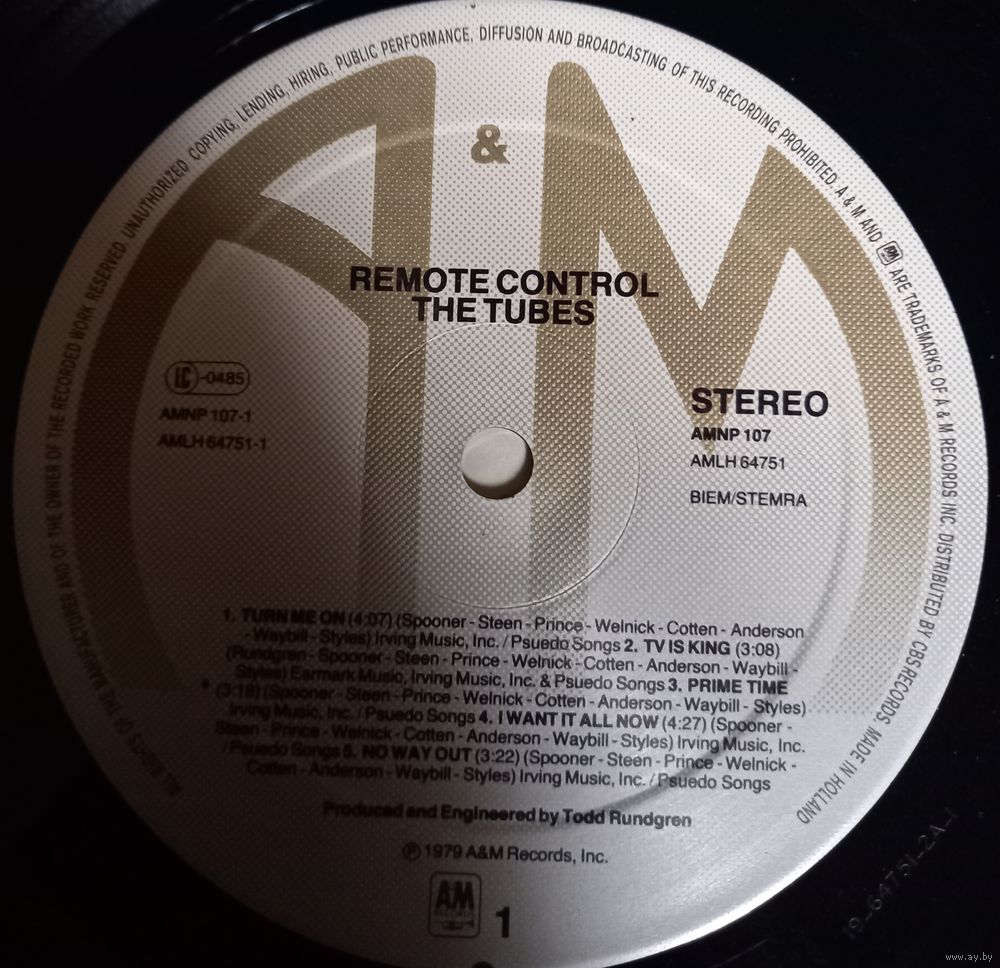 ALL RIGHTS OF THE MANUFACTURER AND OF THE OWNER OF THE RECORDED WORK RESERVED. UNAUTHORIZED COPYING, LENDING, HIRING, PUBLIC PERFORMANCE, DIFFUSION AND BROADCASTING OF THIS RECORDING PROHIBITED. A & M AND AM ARE TRADEMARKS OF A & M RECORDS INC. DISTRIBUTED BY CBS RECORDS. MADE IN HOLLAND
A & M
REMOTE CONTROL
THE TUBES
LC-0485
AMNP 107-1
AMLH 64751-1
STEREO
AMNP 107
AMLH 64751
BIEM/STEMRA
1. TURN ME ON (4:07) (Spooner - Steen - Prince - Welnick - Cotten - Anderson
- Waybill - Styles) Irving Music, Inc. / Psuedo Songs 2. TV IS KING (3:08)
(Rundgren - Spooner - Steen - Prince - Welnick - Cotten - Anderson - Waybill -
Styles) Earmark Music, Irving Music, Inc. & Psuedo Songs 3. PRIME TIME
* (3:18) (Spooner - Steen - Prince - Welnick - Cotten - Anderson - Waybill - Styles)
Irving Music, Inc. / Psuedo Songs 4. I WANT IT ALL NOW (4:27) (Spooner -
Steen - Prince - Welnick - Cotten - Anderson - Waybill - Styles) Irving Music, Inc.
/ Psuedo Songs 5. NO WAY OUT (3:22) (Spooner - Steen - Prince - Welnick -
Cotten - Anderson - Waybill - Styles) Irving Music, Inc. / Psuedo Songs
Produced and Engineered by Todd Rundgren
℗ 1979 A&M Records, Inc.
AM
RECORDS
1
19-64751-2A-1
www.ay.by